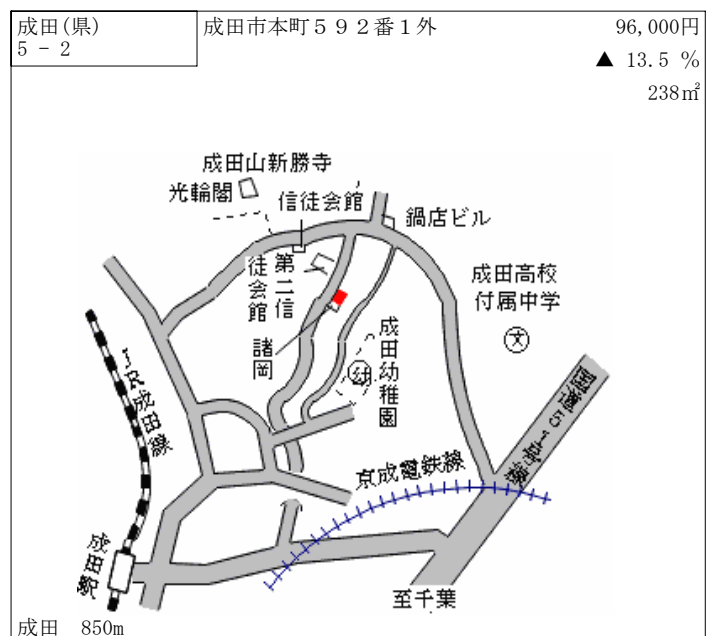 成田(県)
5 - 2
成田市本町５９２番１外
96,000円
▲ 13.5 %
238㎡
成田山新勝寺
光輪閣
信徒会館
鍋店ビル
第二信
徒会館
成田高校
付属中学
文
諸岡
成田幼稚園
幼
JR成田線
国道51号線
京成電鉄線
成田駅
至千葉
成田 850m